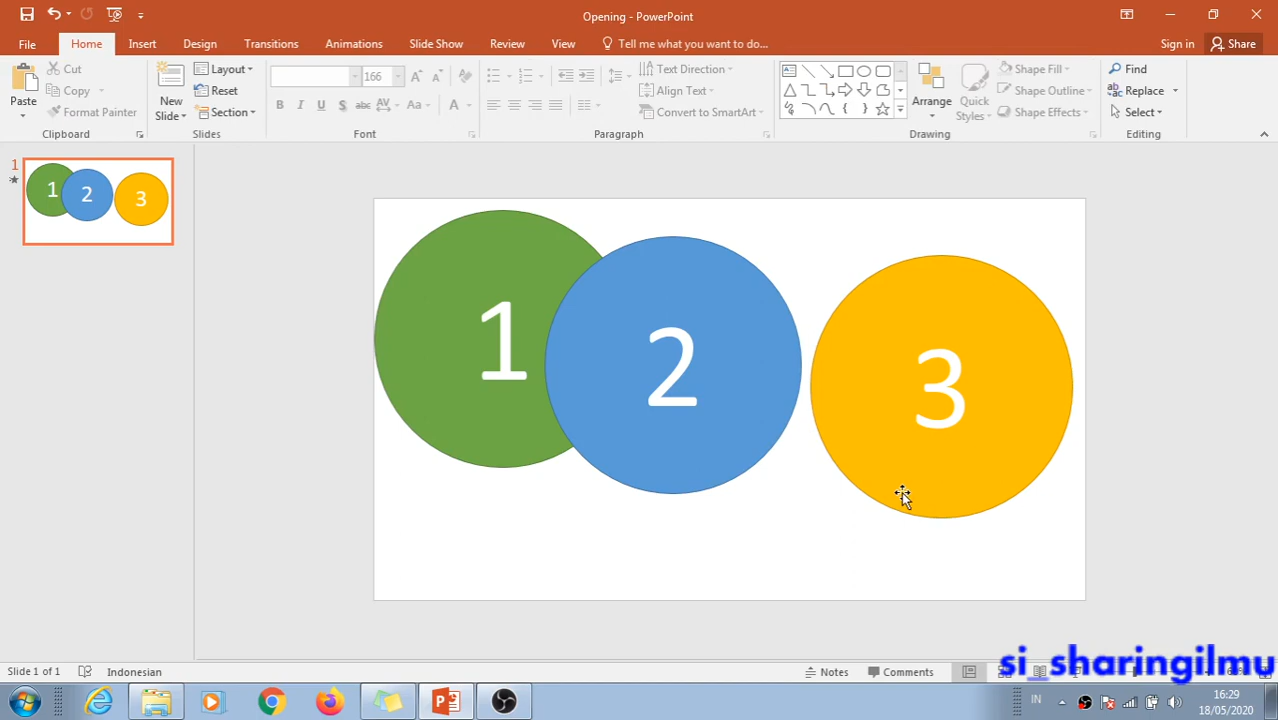 Opening - PowerPoint
File Home Insert Design Transitions Animations Slide Show Review View Tell me what you want to do... Sign in Share
Paste
Cut
Copy
Format Painter
Clipboard
New
Slide
Layout
Reset
Section
Slides
166
B I U S abc AV Aa A
Font
Text Direction
Align Text
Convert to SmartArt
Paragraph
Arrange
Quick
Styles
Shape Fill
Shape Outline
Shape Effects
Drawing
Find
Replace
Select
Editing
1
1 2 3
1 2 3
si_sharingilmu
Slide 1 of 1 Indonesian Notes Comments
IN
16:29
18/05/2020